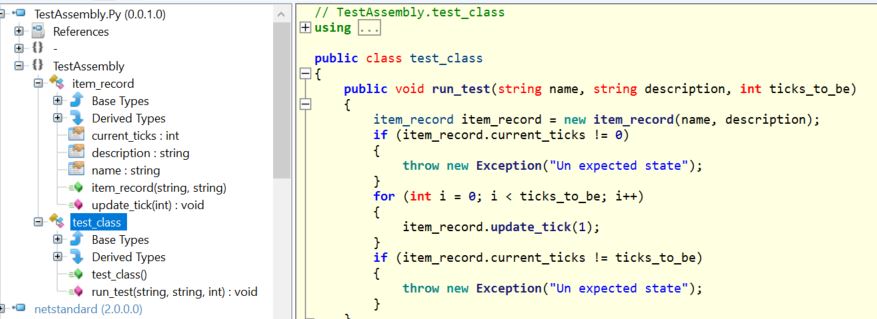 TestAssembly.Py (0.0.1.0)
References
-
TestAssembly
item_record
Base Types
Derived Types
current_ticks : int
description : string
name : string
item_record(string, string)
update_tick(int) : void
test_class
Base Types
Derived Types
test_class()
run_test(string, string, int) : void
netstandard (2.0.0.0)
// TestAssembly.test_class
using ...
public class test_class
{
public void run_test(string name, string description, int ticks_to_be)
{
item_record item_record = new item_record(name, description);
if (item_record.current_ticks != 0)
{
throw new Exception("Un expected state");
}
for (int i = 0; i < ticks_to_be; i++)
{
item_record.update_tick(1);
}
if (item_record.current_ticks != ticks_to_be)
{
throw new Exception("Un expected state");
}